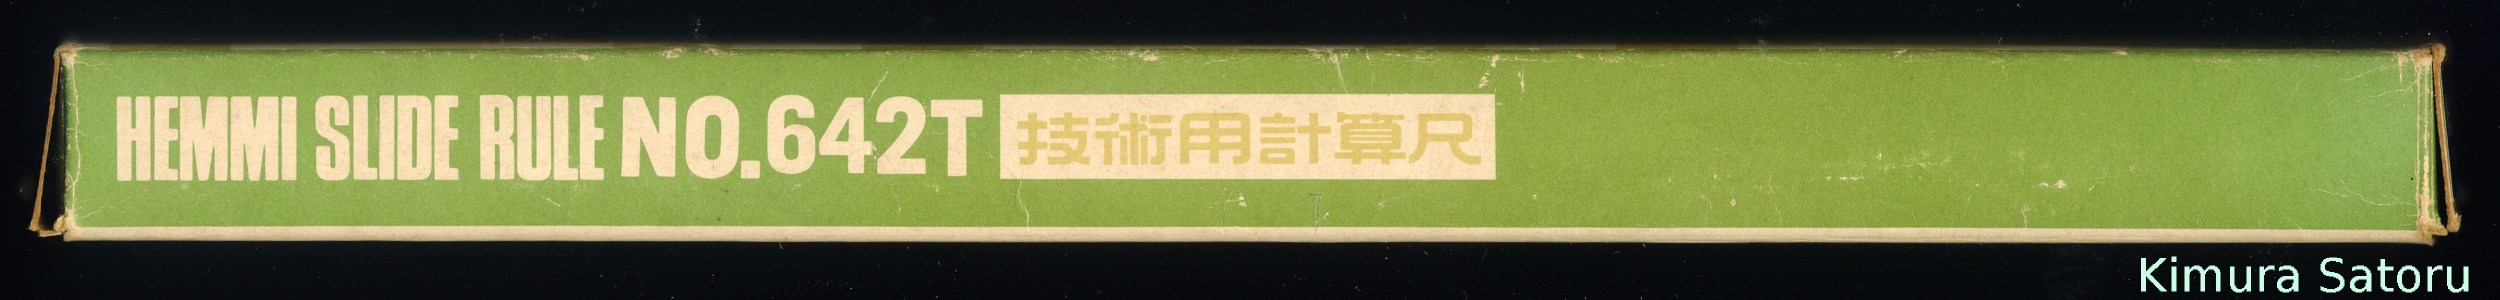 HEMMI SLIDE RULE NO.642T 技術用計算尺
Kimura Satoru